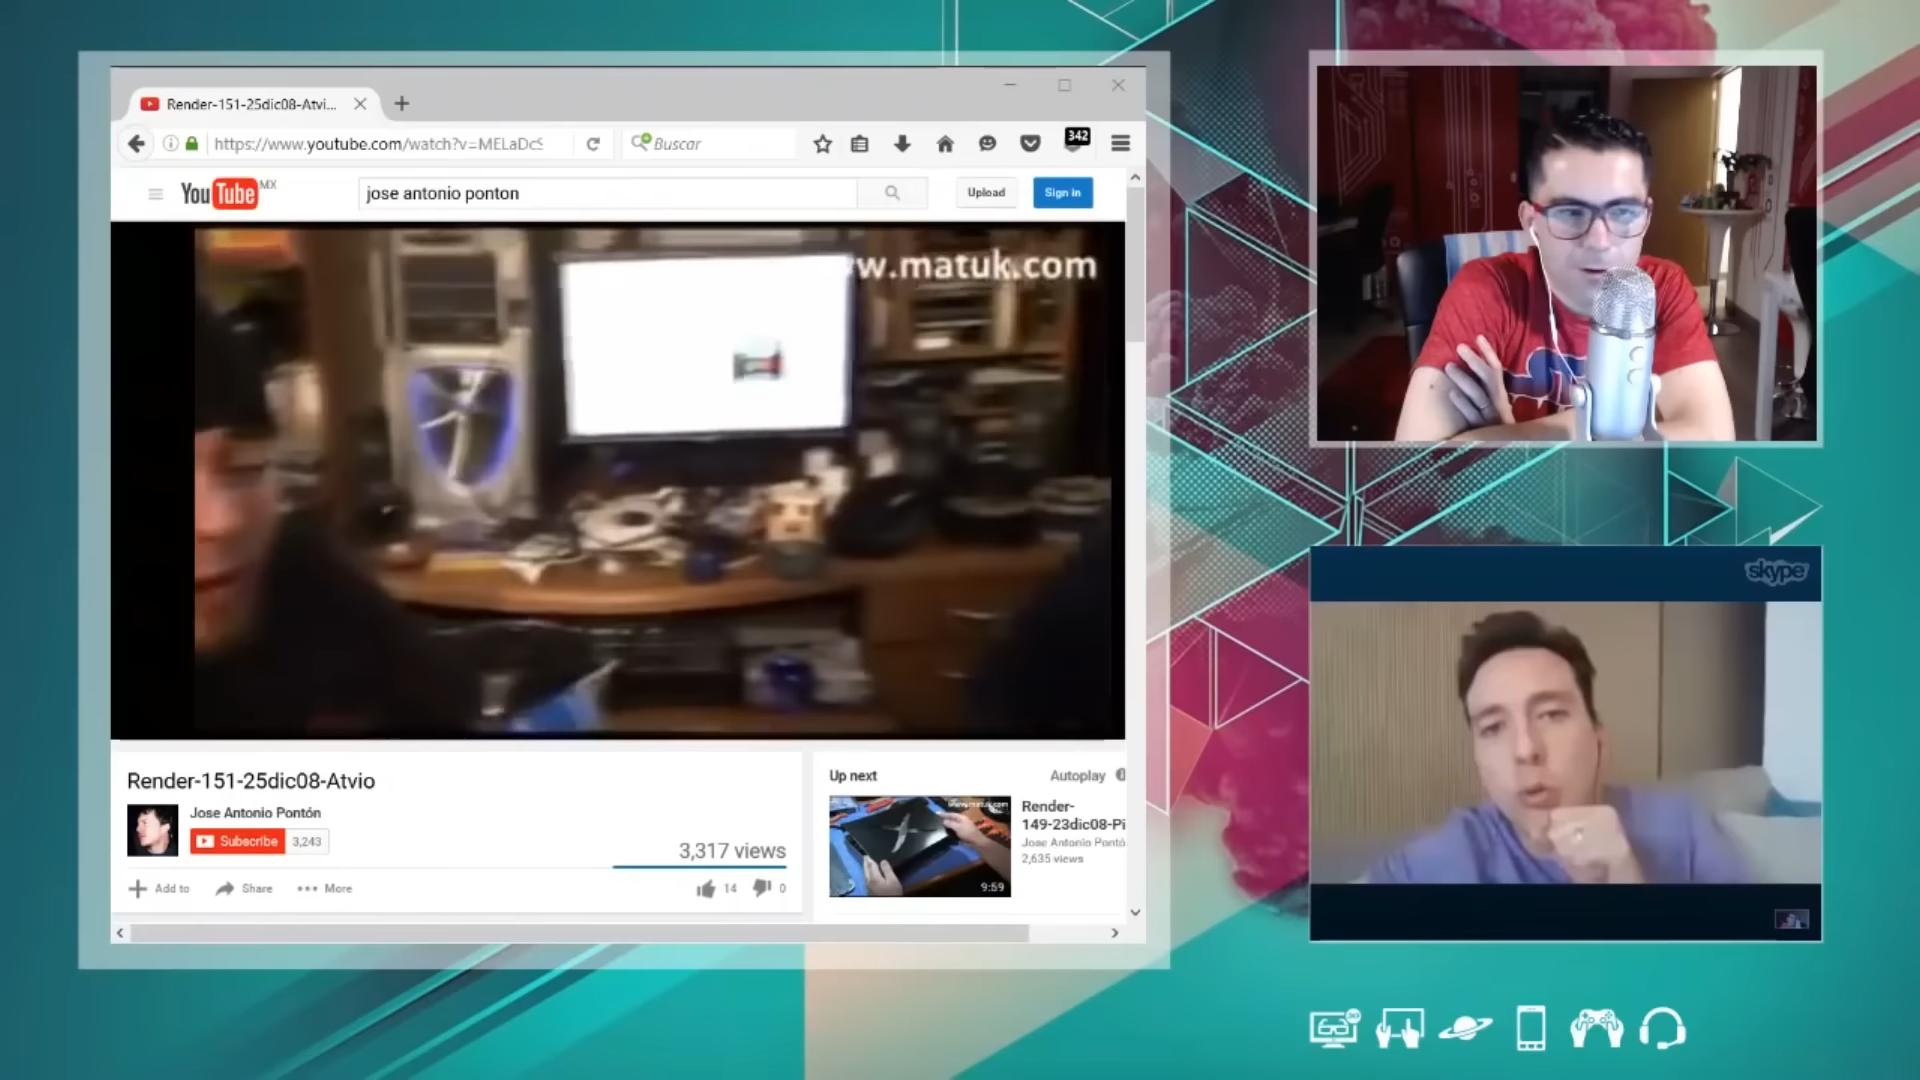 Render-151-25dic08-Atvi...
https://www.youtube.com/watch?v=MELaDcS
Buscar
342
YouTube MX
jose antonio ponton
Upload
Sign in
w.matuk.com
Render-151-25dic08-Atvio
Jose Antonio Pontón
Subscribe 3,243
3,317 views
Add to
Share
More
14
0
Up next
Autoplay
www.matuk.com
9:59
Render-
149-23dic08-Pi
Jose Antonio Pontó
2,635 views
skype